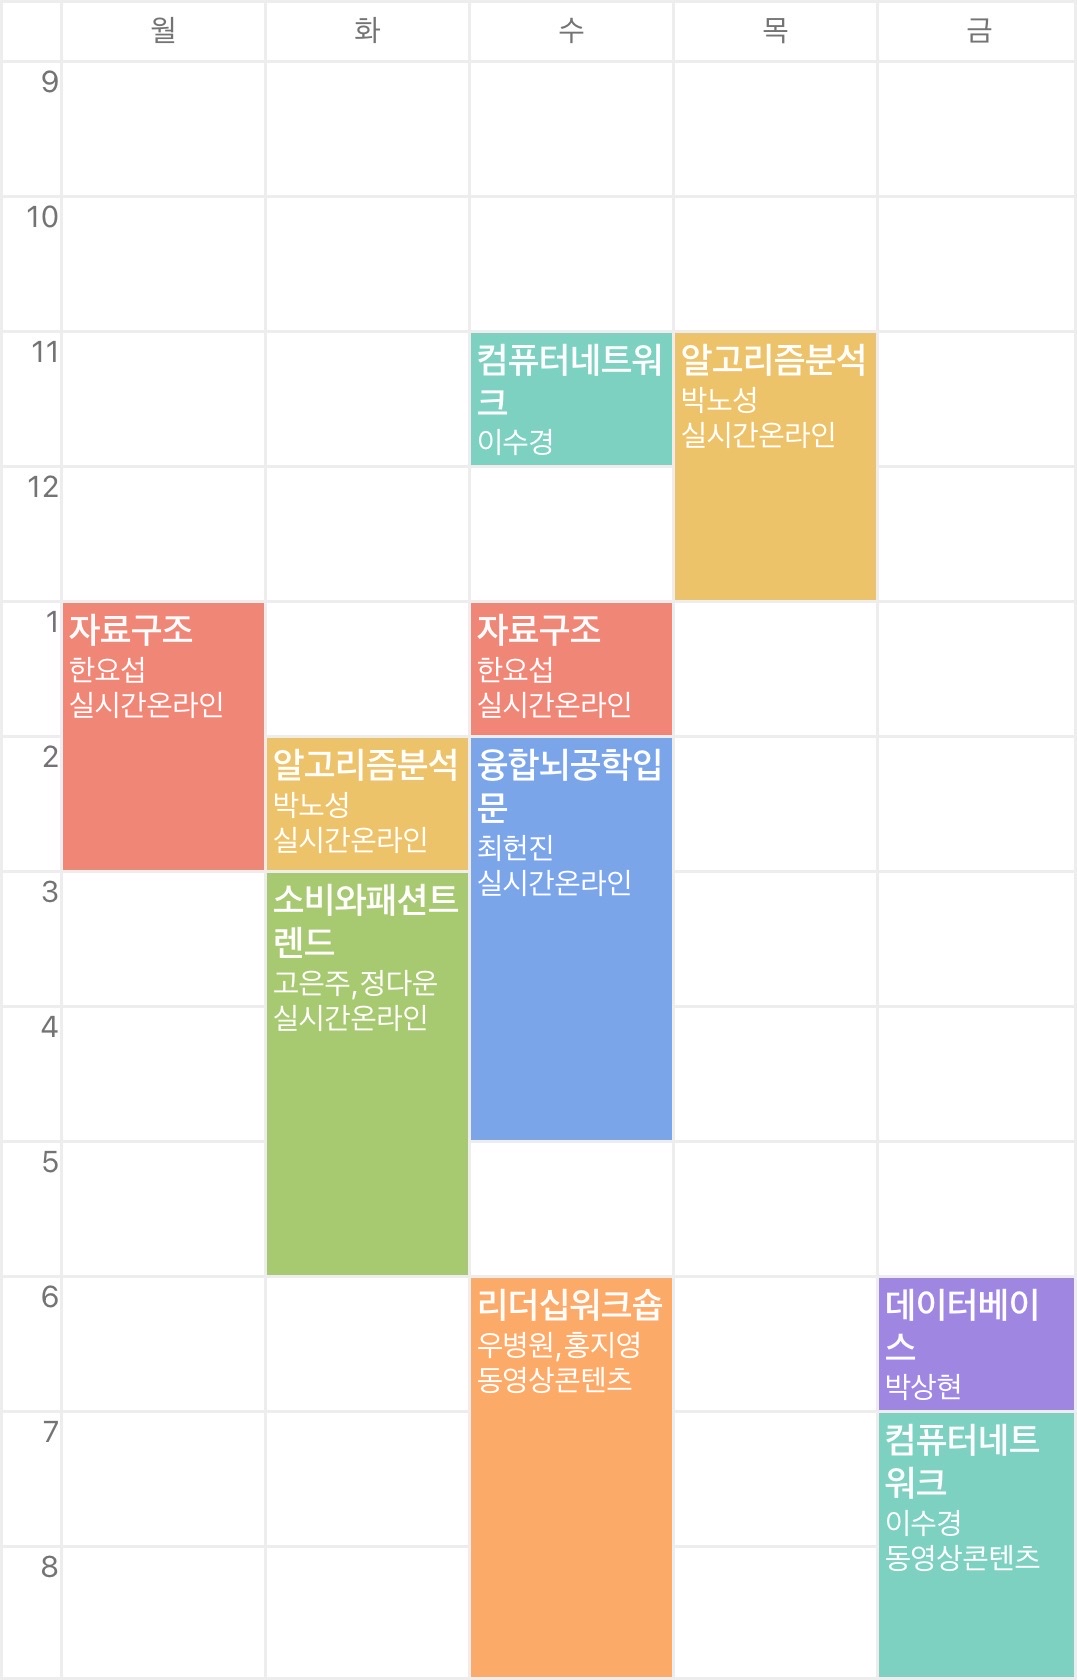 월 화 수 목 금
9
10
11
컴퓨터네트워
크
이수경
알고리즘분석
박노성
실시간온라인
12
1
자료구조
한요섭
실시간온라인
자료구조
한요섭
실시간온라인
2
알고리즘분석
박노성
실시간온라인
융합뇌공학입
문
최헌진
실시간온라인
3
소비와패션트
렌드
고은주,정다운
실시간온라인
4
5
6
리더십워크숍
우병원,홍지영
동영상콘텐츠
데이터베이
스
박상현
7
컴퓨터네트
워크
이수경
동영상콘텐츠
8